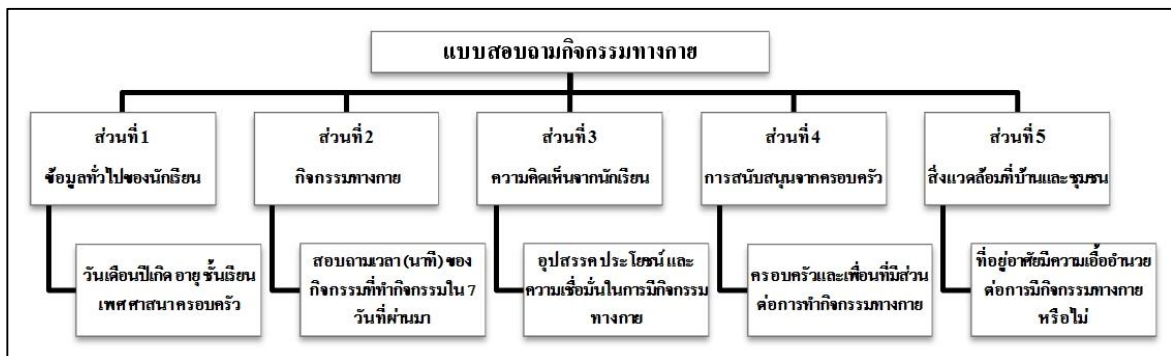 แบบสอบถามกิจกรรมทางกาย
ส่วนที่ 1
ข้อมูลทั่วไปของนักเรียน
วันเดือนปีเกิด อายุ ชั้นเรียน
เพศ ศาสนา ครอบครัว
ส่วนที่ 2
กิจกรรมทางกาย
สอบถามเวลา (นาที) ของ
กิจกรรมที่ทำกิจกรรมใน 7
วันที่ผ่านมา
ส่วนที่ 3
ความคิดเห็นจากนักเรียน
อุปสรรค ประโยชน์ และ
ความเชื่อมั่นในการมีกิจกรรม
ทางกาย
ส่วนที่ 4
การสนับสนุนจากครอบครัว
ครอบครัวและเพื่อนที่มีส่วน
ต่อการทำกิจกรรมทางกาย
ส่วนที่ 5
สิ่งแวดล้อมที่บ้านและชุมชน
ที่อยู่อาศัยมีความเอื้ออำนวย
ต่อการมีกิจกรรมทางกาย
หรือไม่